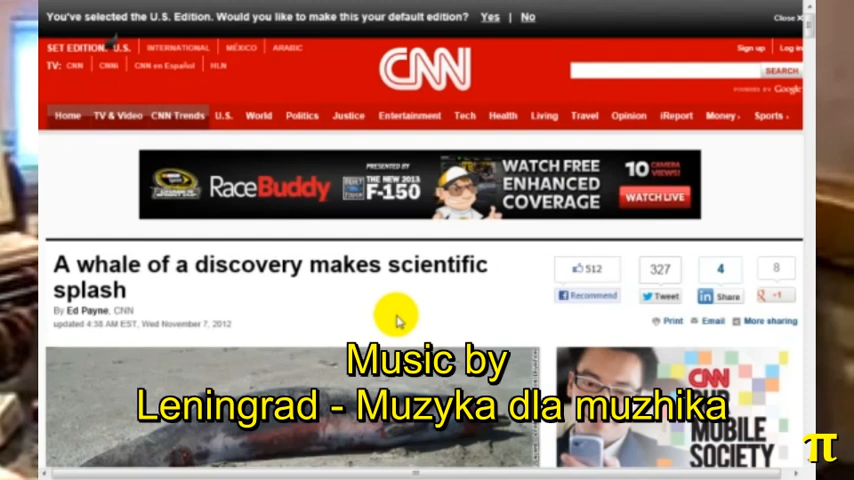 You've selected the U.S. Edition. Would you like to make this your default edition? Yes | No
Close X
SET EDITION: U.S. INTERNATIONAL MÉXICO ARABIC
TV: CNN CNNi CNN en Español HLN
CNN
Sign up Log in
SEARCH
POWERED BY Google
Home TV & Video CNN Trends U.S. World Politics Justice Entertainment Tech Health Living Travel Opinion iReport Money Sports
RaceBuddy
PRESENTED BY
THE NEW 2013
F-150
WATCH FREE
ENHANCED
COVERAGE
10 CAMERA VIEWS!
WATCH LIVE
A whale of a discovery makes scientific
splash
By Ed Payne, CNN
updated 4:38 AM EST, Wed November 7, 2012
512 327 4 8
Recommend Tweet Share +1
Print Email More sharing
Music by
Leningrad - Muzyka dla muzhika
CNN
MOBILE
SOCIETY
π